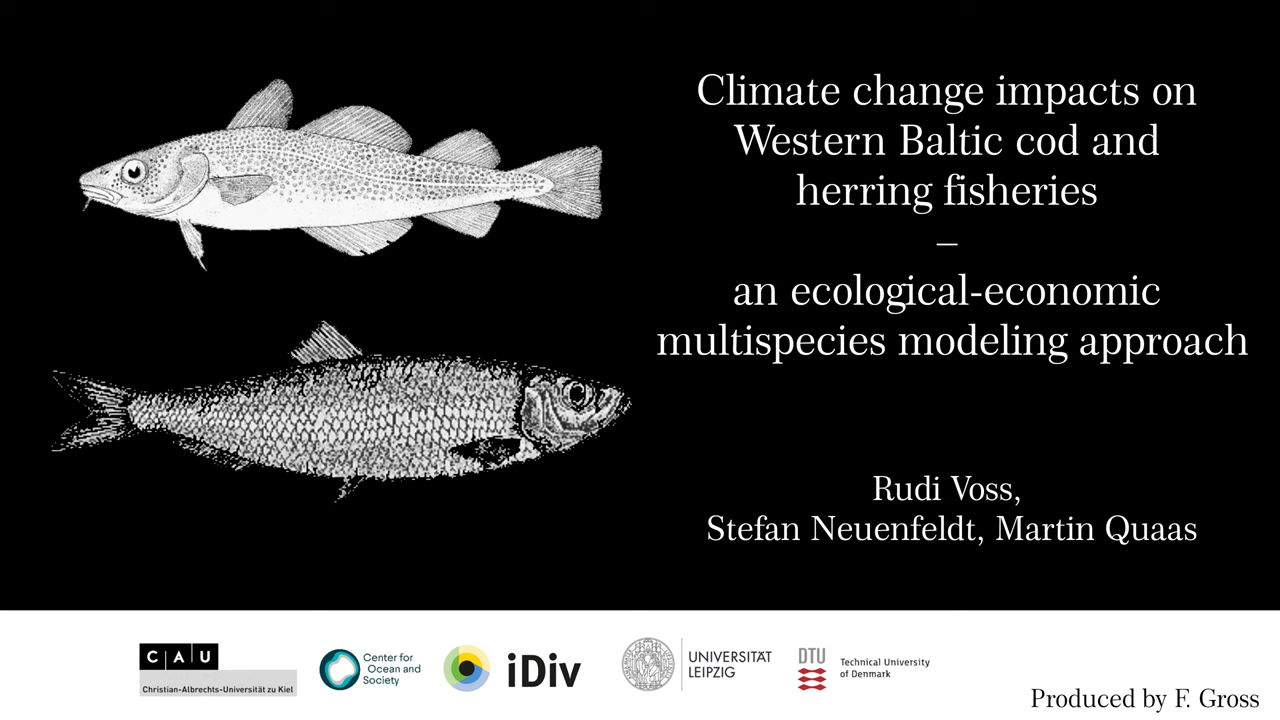 Climate change impacts on
Western Baltic cod and
herring fisheries
–
an ecological-economic
multispecies modeling approach
Rudi Voss,
Stefan Neuenfeldt, Martin Quaas
C A U
Christian-Albrechts-Universität zu Kiel
Center for
Ocean and
Society
iDiv
UNIVERSITÄT
LEIPZIG
DTU
Technical University
of Denmark
Produced by F. Gross